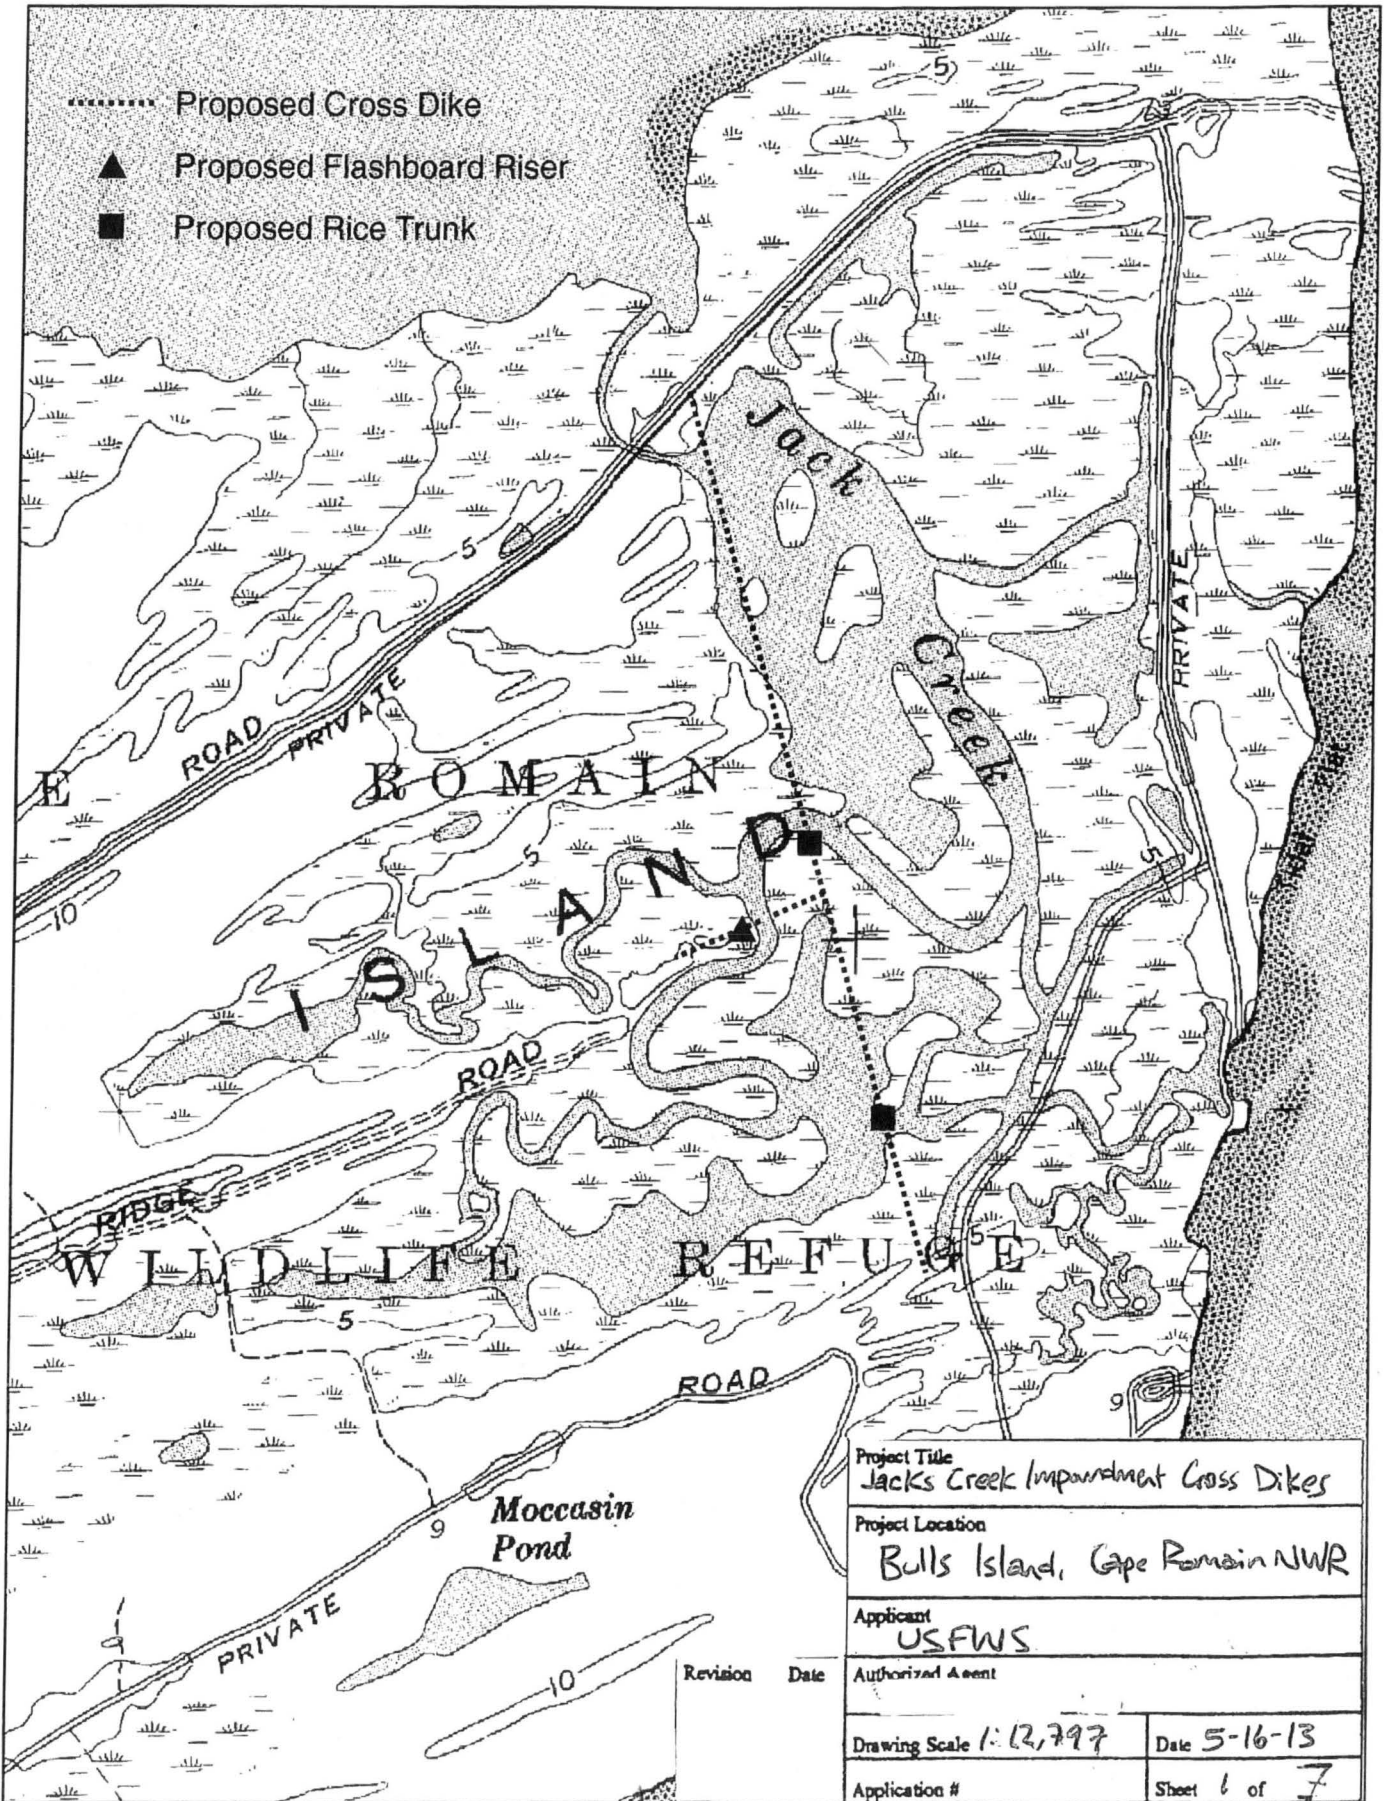 Proposed Cross Dike
Proposed Flashboard Riser
Proposed Rice Trunk
5
Jack
5
PRIVATE
Creek
ROAD
PRIVATE
E ROMAIN
Flat
Tidal
5
5
10
ISLAND
ROAD
RIDGE
WILDLIFE REFUGE
5
5
ROAD
9
Moccasin
Pond
9
PRIVATE
10
Project Title
Jacks Creek Impoundment Cross Dikes
Project Location
Bulls Island, Cape Romain NWR
Applicant
USFWS
Revision Date
Authorized Agent
Drawing Scale 1:12,797
Date 5-16-13
Application #
Sheet 1 of 7